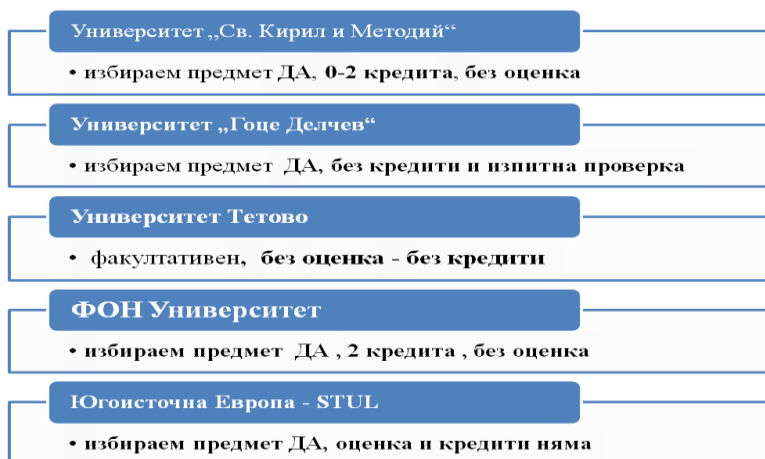 Университет „Св. Кирил и Методий“
• избираем предмет ДА, 0-2 кредита, без оценка
Университет „Гоце Делчев“
• избираем предмет ДА, без кредити и изпитна проверка
Университет Тетово
• факултативен, без оценка - без кредити
ФОН Университет
• избираем предмет ДА , 2 кредита , без оценка
Югоисточна Европа - STUL
• избираем предмет ДА, оценка и кредити няма